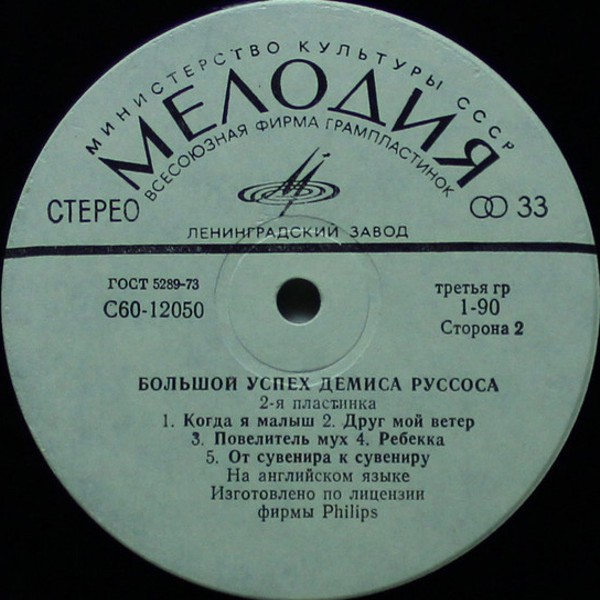 МИНИСТЕРСТВО КУЛЬТУРЫ СССР
МЕЛОДИЯ
ВСЕСОЮЗНАЯ ФИРМА ГРАМПЛАСТИНОК
СТЕРЕО
33
ЛЕНИНГРАДСКИЙ ЗАВОД
ГОСТ 5289-73
С60-12050
третья гр
1-90
Сторона 2
БОЛЬШОЙ УСПЕХ ДЕМИСА РУССОСА
2-я пластинка
1. Когда я малыш 2. Друг мой ветер
3. Повелитель мух 4. Ребекка
5. От сувенира к сувениру
На английском языке
Изготовлено по лицензии
фирмы Philips